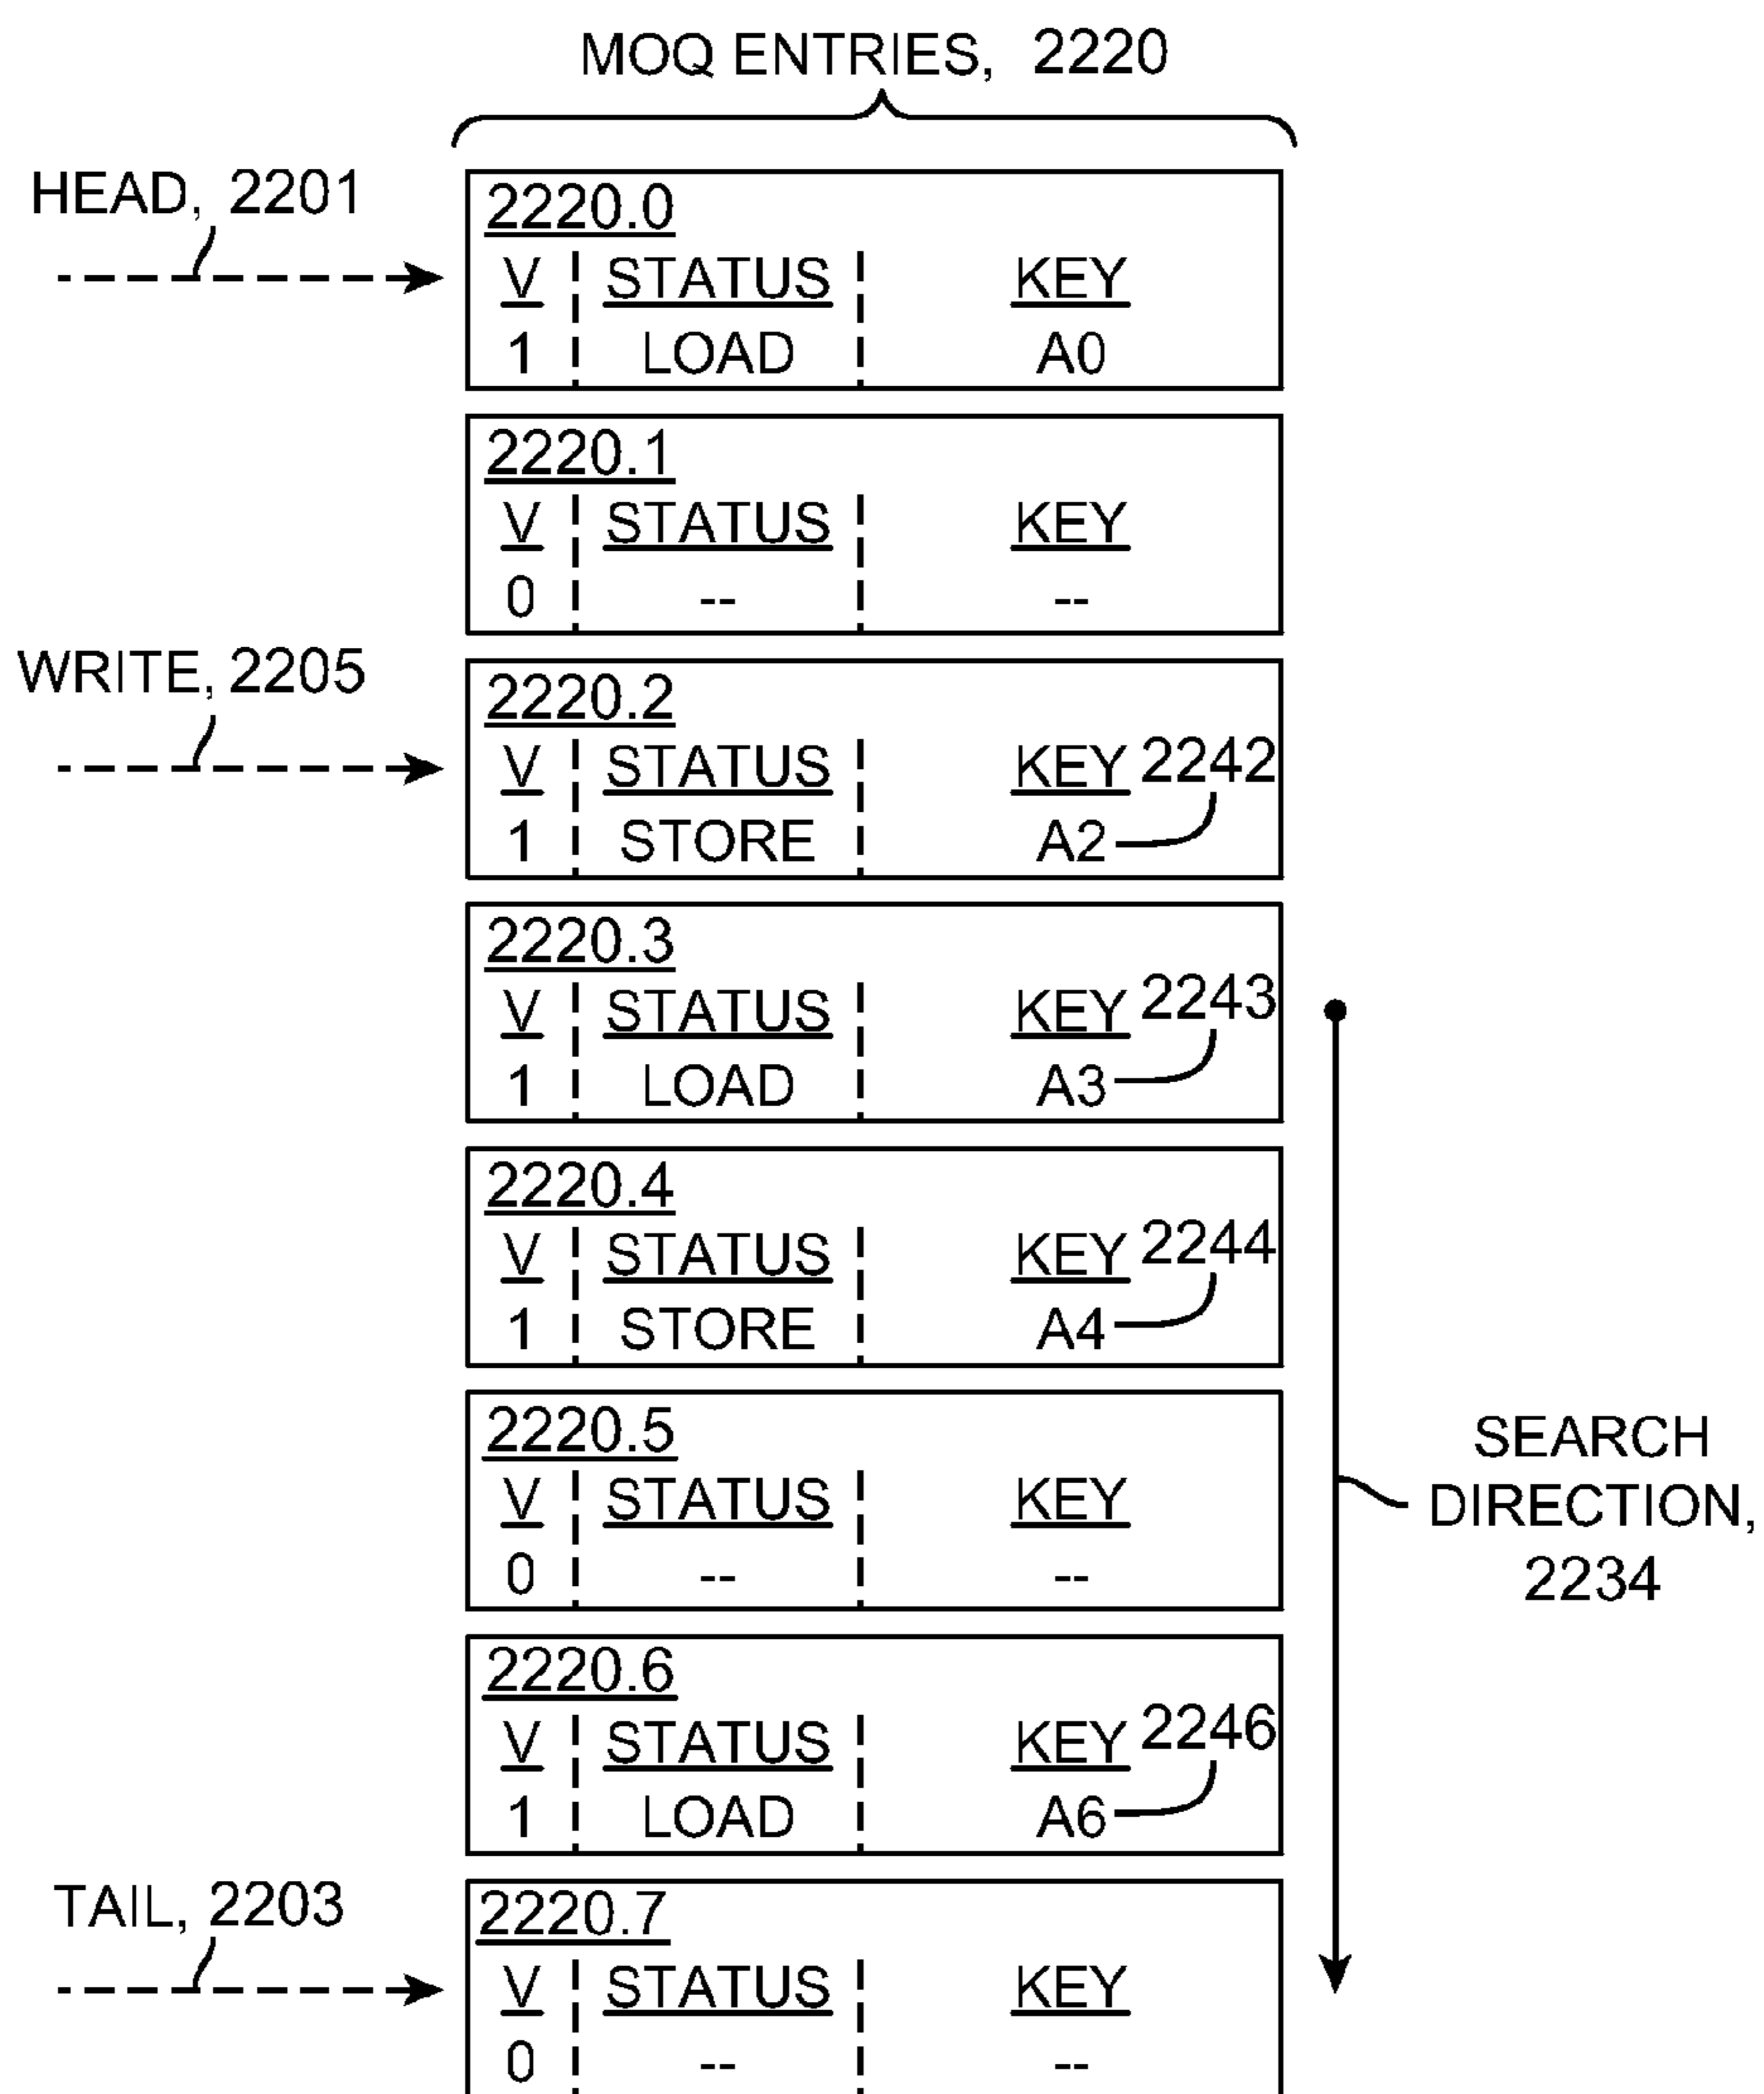 MOQ ENTRIES, 2220
HEAD, 2201
2220.0
V STATUS KEY
1 LOAD A0
2220.1
V STATUS KEY
0 -- --
WRITE, 2205
2220.2
V STATUS KEY 2242
1 STORE A2
2220.3
V STATUS KEY 2243
1 LOAD A3
2220.4
V STATUS KEY 2244
1 STORE A4
2220.5
V STATUS KEY
0 -- --
SEARCH
DIRECTION,
2234
2220.6
V STATUS KEY 2246
1 LOAD A6
TAIL, 2203
2220.7
V STATUS KEY
0 -- --